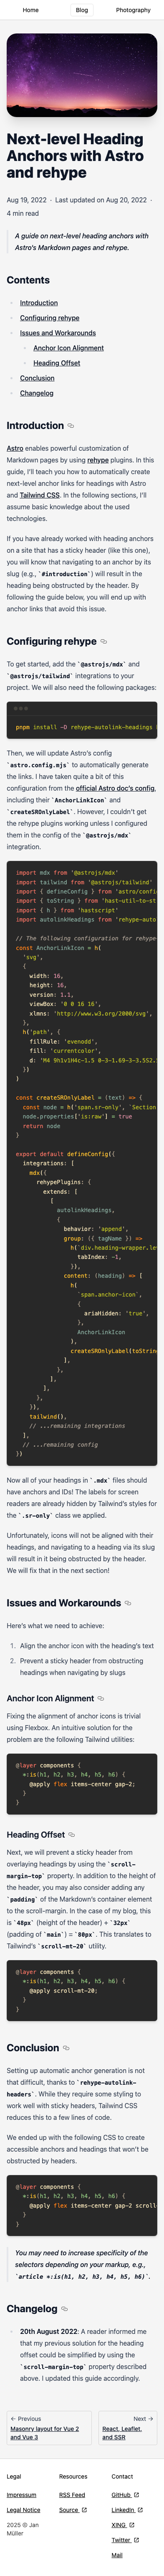 Home
Blog
Photography
Next-level Heading
Anchors with Astro
and rehype
Aug 19, 2022 · Last updated on Aug 20, 2022 ·
4 min read
A guide on next-level heading anchors with
Astro's Markdown pages and rehype.
Contents
Introduction
Configuring rehype
Issues and Workarounds
Anchor Icon Alignment
Heading Offset
Conclusion
Changelog
Introduction
Astro enables powerful customization of
Markdown pages by using rehype plugins. In this
guide, I'll teach you how to automatically create
next-level anchor links for headings with Astro
and Tailwind CSS. In the following sections, I'll
assume basic knowledge about these
technologies.
If you have already worked with heading anchors
on a site that has a sticky header (like this one),
you will know that navigating to an anchor by its
slug (e.g., `#introduction`) will result in the
heading being obstructed by the header. By
following the guide below, you will end up with
anchor links that avoid this issue.
Configuring rehype
To get started, add the `@astrojs/mdx` and
`@astrojs/tailwind` integrations to your
project. We will also need the following packages:
pnpm install -D rehype-autolink-headings
Then, we will update Astro's config
`astro.config.mjs` to automatically generate
the links. I have taken quite a bit of this
configuration from the official Astro doc's config,
including their `AnchorLinkIcon` and
`createSROnlyLabel`. However, I couldn't get
the rehype plugins working unless I configured
them in the config of the `@astrojs/mdx`
integration.
import mdx from '@astrojs/mdx'
import tailwind from '@astrojs/tailwind'
import { defineConfig } from 'astro/config
import { toString } from 'hast-util-to-st
import { h } from 'hastscript'
import autolinkHeadings from 'rehype-auto
// The following configuration for rehype
const AnchorLinkIcon = h(
'svg',
{
width: 16,
height: 16,
version: 1.1,
viewBox: '0 0 16 16',
xlmns: 'http://www.w3.org/2000/svg',
},
h('path', {
fillRule: 'evenodd',
fill: 'currentcolor',
d: 'M4 9h1v1H4c-1.5 0-3-1.69-3-3.5S2.
})
)
const createSROnlyLabel = (text) => {
const node = h('span.sr-only', `Section
node.properties['is:raw'] = true
return node
}
export default defineConfig({
integrations: [
mdx({
rehypePlugins: {
extends: [
[
autolinkHeadings,
{
behavior: 'append',
group: ({ tagName }) =>
h(`div.heading-wrapper.lev
tabIndex: -1,
}),
content: (heading) => [
h(
`span.anchor-icon`,
{
ariaHidden: 'true',
},
AnchorLinkIcon
),
createSROnlyLabel(toString
],
},
],
],
},
}),
tailwind(),
// ...remaining integrations
],
// ...remaining config
})
Now all of your headings in `.mdx` files should
have anchors and IDs! The labels for screen
readers are already hidden by Tailwind's styles for
the `.sr-only` class we applied.
Unfortunately, icons will not be aligned with their
headings, and navigating to a heading via its slug
will result in it being obstructed by the header.
We will fix that in the next section!
Issues and Workarounds
Here's what we need to achieve:
1. Align the anchor icon with the heading's text
2. Prevent a sticky header from obstructing
headings when navigating by slugs
Anchor Icon Alignment
Fixing the alignment of anchor icons is trivial
using Flexbox. An intuitive solution for the
problem are the following Tailwind utilities:
@layer components {
*:is(h1, h2, h3, h4, h5, h6) {
@apply flex items-center gap-2;
}
}
Heading Offset
Next, we will prevent a sticky header from
overlaying headings by using the `scroll-
margin-top` property. In addition to the height of
the header, you may also consider adding any
`padding` of the Markdown's container element
to the scroll-margin. In the case of my blog, this
is `48px` (height of the header) + `32px`
(padding of `main`) = `80px`. This translates to
Tailwind's `scroll-mt-20` utility.
@layer components {
*:is(h1, h2, h3, h4, h5, h6) {
@apply scroll-mt-20;
}
}
Conclusion
Setting up automatic anchor generation is not
that difficult, thanks to `rehype-autolink-
headers`. While they require some styling to
work well with sticky headers, Tailwind CSS
reduces this to a few lines of code.
We ended up with the following CSS to create
accessible anchors and headings that won't be
obstructed by headers.
@layer components {
*:is(h1, h2, h3, h4, h5, h6) {
@apply flex items-center gap-2 scroll-
}
}
You may need to increase specificity of the
selectors depending on your markup, e.g.,
`article *:is(h1, h2, h3, h4, h5, h6)`.
Changelog
20th August 2022: A reader informed me
that my previous solution for the heading
offset could be simplified by using the
`scroll-margin-top` property described
above. I updated this guide accordingly.
← Previous
Masonry layout for Vue 2
and Vue 3
Next →
React, Leaflet,
and SSR
Legal
Impressum
Legal Notice
2025 © Jan
Müller
Resources
RSS Feed
Source
Contact
GitHub
LinkedIn
XING
Twitter
Mail